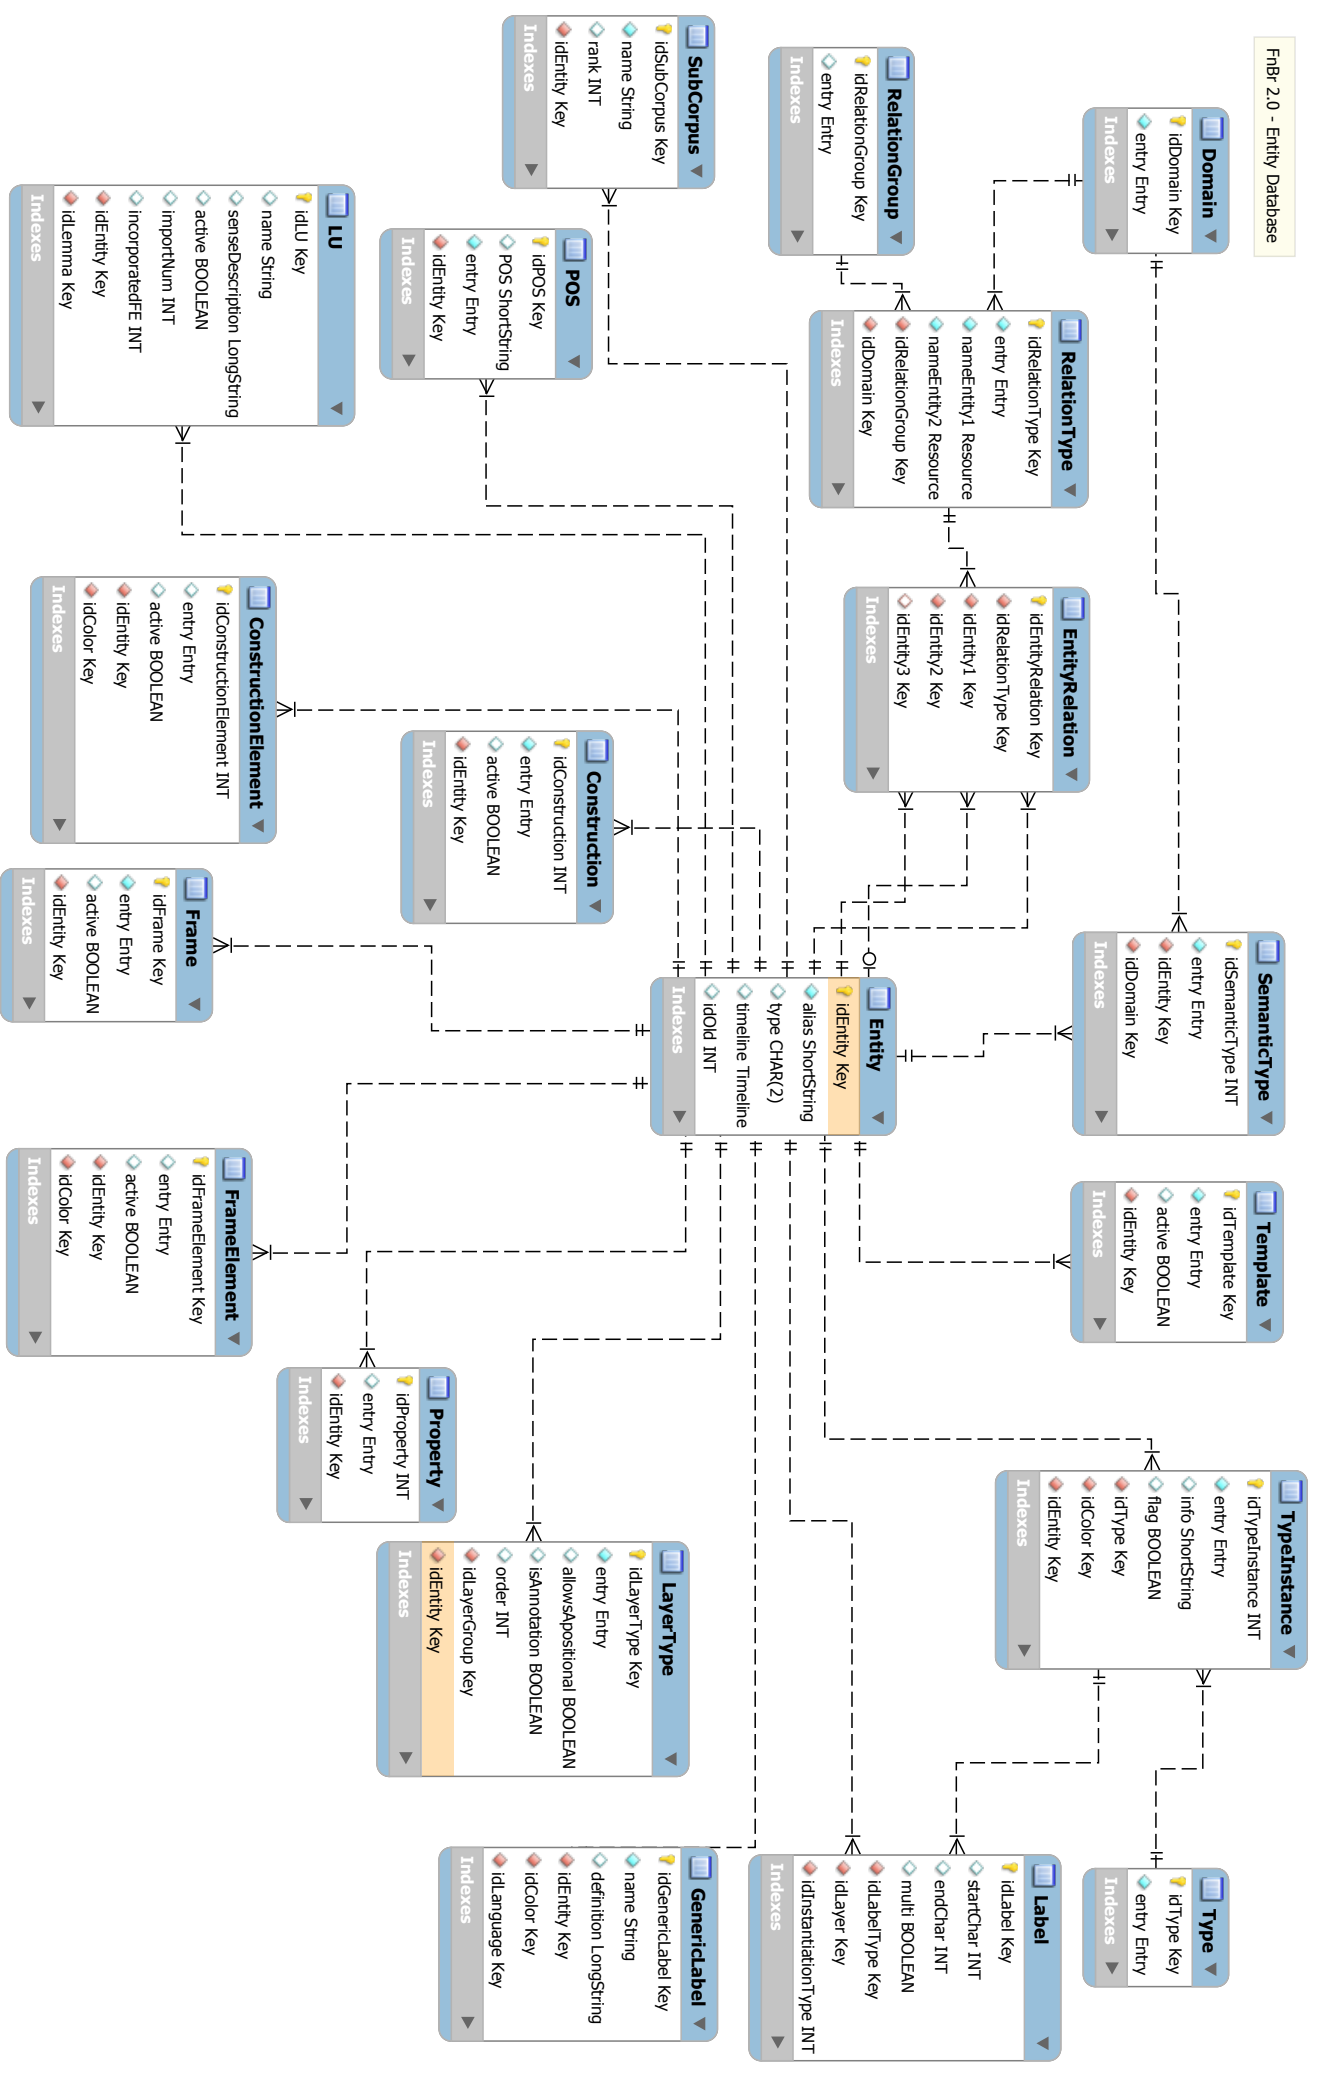 FnBr 2.0 - Entity Database
Domain
idDomain Key
entry Entry
Indexes
RelationGroup
idRelationGroup Key
entry Entry
Indexes
SubCorpus
idSubCorpus Key
name String
rank INT
idEntity Key
Indexes
POS
idPOS Key
POS ShortString
entry Entry
idEntity Key
Indexes
LU
idLU Key
name String
senseDescription LongString
active BOOLEAN
importNum INT
incorporatedFE INT
idEntity Key
idLemma Key
Indexes
RelationType
idRelationType Key
entry Entry
nameEntity1 Resource
nameEntity2 Resource
idRelationGroup Key
idDomain Key
Indexes
EntityRelation
idEntityRelation Key
idRelationType Key
idEntity1 Key
idEntity2 Key
idEntity3 Key
Indexes
ConstructionElement
idConstructionElement INT
entry Entry
active BOOLEAN
idEntity Key
idColor Key
Indexes
Construction
idConstruction INT
entry Entry
active BOOLEAN
idEntity Key
Indexes
Frame
idFrame Key
entry Entry
active BOOLEAN
idEntity Key
Indexes
SemanticType
idSemanticType INT
entry Entry
idEntity Key
idDomain Key
Indexes
Entity
idEntity Key
alias ShortString
type CHAR(2)
timeline Timeline
idOld INT
Indexes
Template
idTemplate Key
entry Entry
active BOOLEAN
idEntity Key
Indexes
FrameElement
idFrameElement Key
entry Entry
active BOOLEAN
idEntity Key
idColor Key
Indexes
Property
idProperty INT
entry Entry
idEntity Key
Indexes
TypeInstance
idTypeInstance INT
entry Entry
info ShortString
flag BOOLEAN
idType Key
idColor Key
idEntity Key
Indexes
LayerType
idLayerType Key
entry Entry
allowsApositional BOOLEAN
isAnnotation BOOLEAN
order INT
idLayerGroup Key
idEntity Key
Indexes
Type
idType Key
entry Entry
Indexes
Label
idLabel Key
startChar INT
endChar INT
multi BOOLEAN
idLabelType Key
idLayer Key
idInstantiationType INT
Indexes
GenericLabel
idGenericLabel Key
name String
definition LongString
idEntity Key
idColor Key
idLanguage Key
Indexes